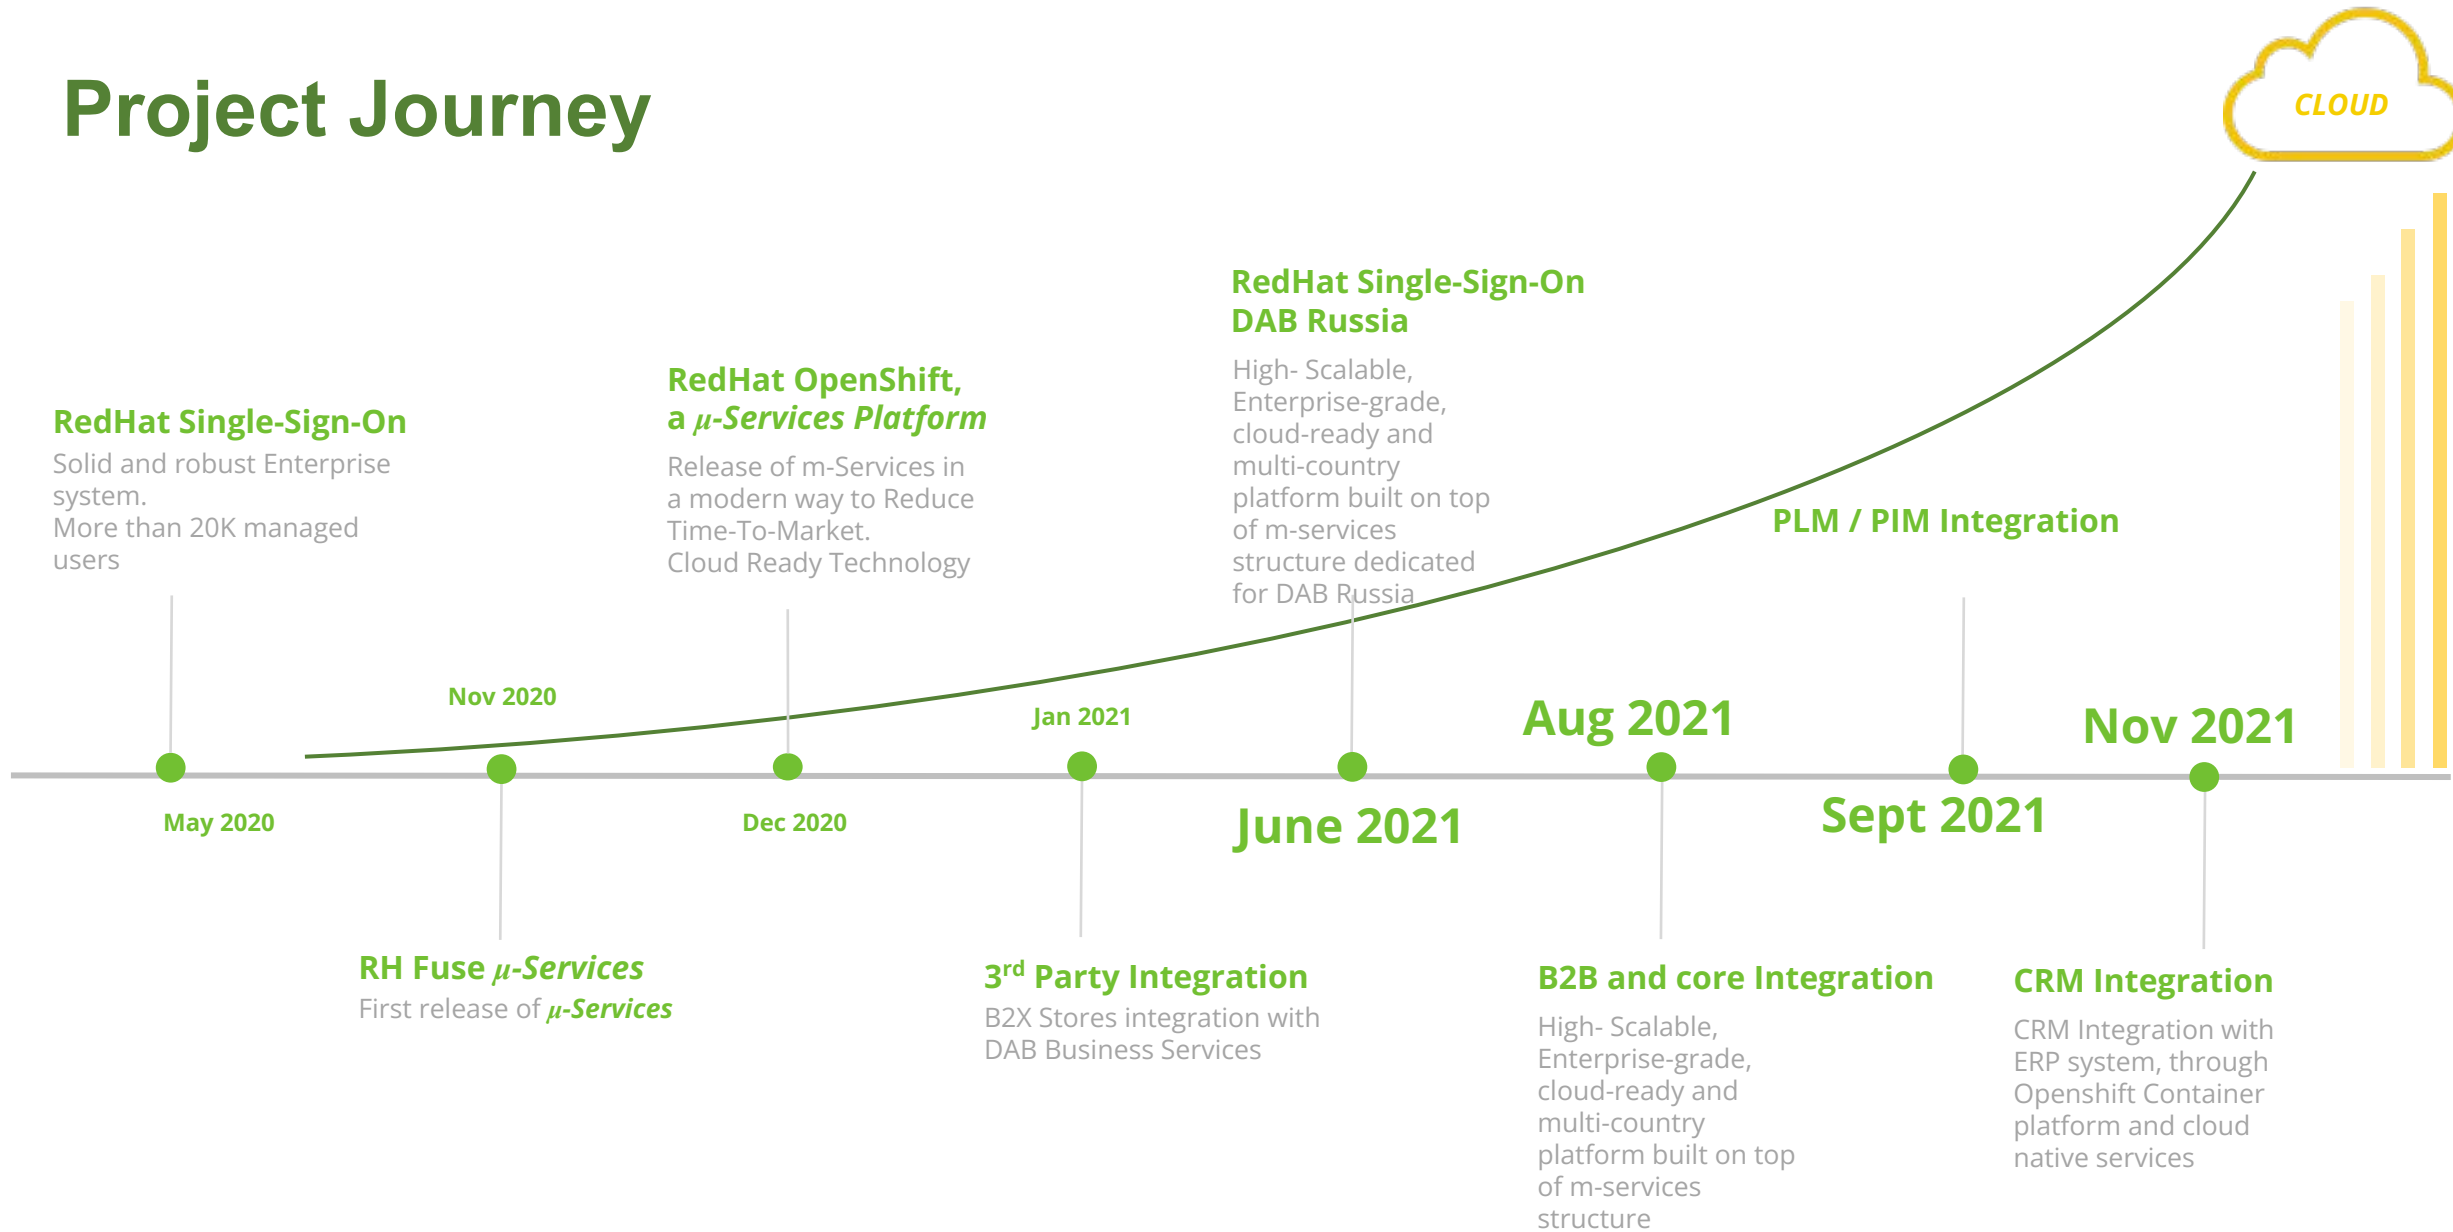 Project Journey
CLOUD
RedHat Single-Sign-On
Solid and robust Enterprise
system.
More than 20K managed
users
May 2020
Nov 2020
RH Fuse μ-Services
First release of μ-Services
RedHat OpenShift,
a μ-Services Platform
Release of m-Services in
a modern way to Reduce
Time-To-Market.
Cloud Ready Technology
Dec 2020
Jan 2021
3rd Party Integration
B2X Stores integration with
DAB Business Services
RedHat Single-Sign-On
DAB Russia
High- Scalable,
Enterprise-grade,
cloud-ready and
multi-country
platform built on top
of m-services
structure dedicated
for DAB Russia
June 2021
Aug 2021
B2B and core Integration
High- Scalable,
Enterprise-grade,
cloud-ready and
multi-country
platform built on top
of m-services
structure
PLM / PIM Integration
Sept 2021
Nov 2021
CRM Integration
CRM Integration with
ERP system, through
Openshift Container
platform and cloud
native services